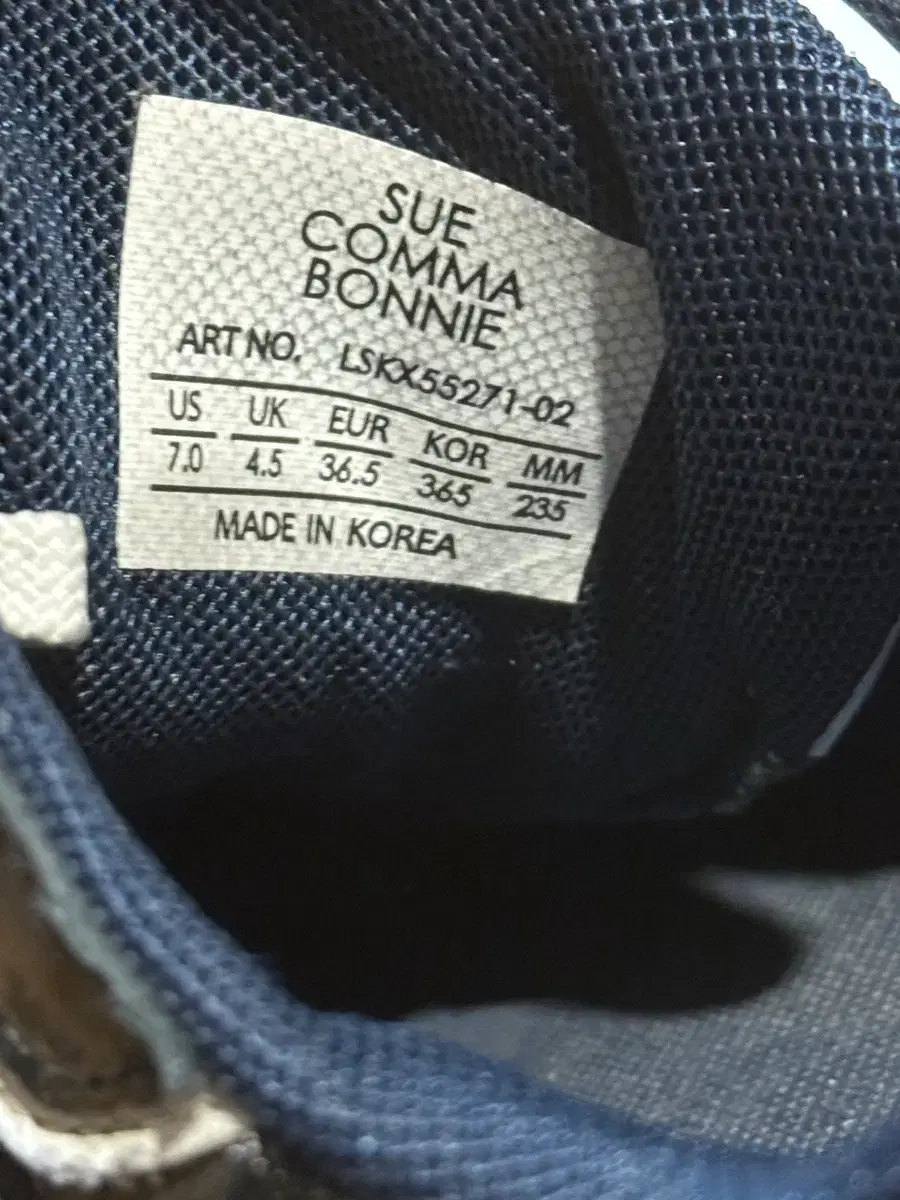 SUE
COMMA
BONNIE
ART NO. LSKX55271-02
US UK EUR KOR MM
7.0 4.5 36.5 365 235
MADE IN KOREA